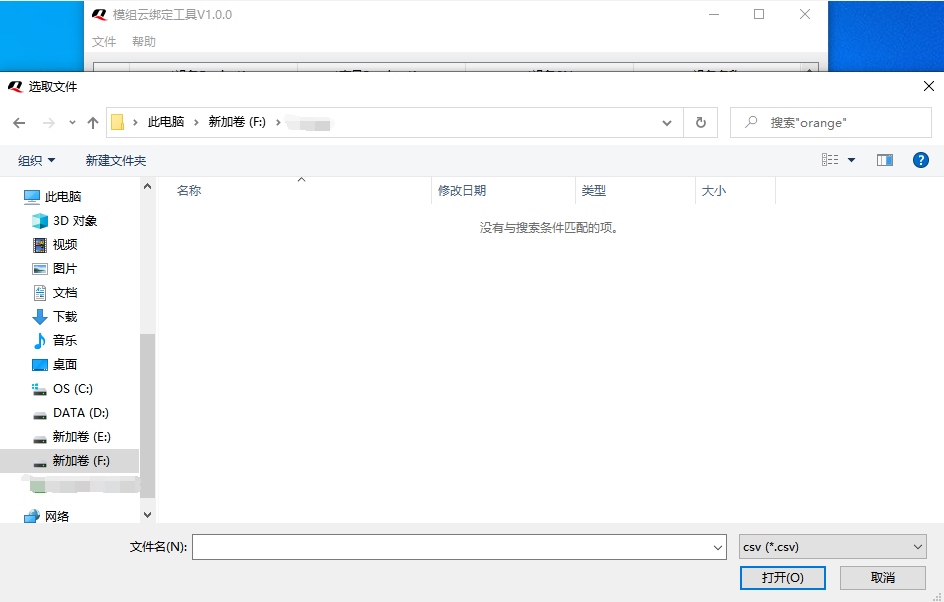 模组云绑定工具V1.0.0
文件 帮助
选取文件
此电脑 新加卷 (F:) 搜索"orange"
组织 新建文件夹 ?
名称 修改日期 类型 大小
没有与搜索条件匹配的项。
此电脑
3D 对象
视频
图片
文档
下载
音乐
桌面
OS (C:)
DATA (D:)
新加卷 (E:)
新加卷 (F:)
网络
文件名(N): csv (*.csv)
打开(O) 取消